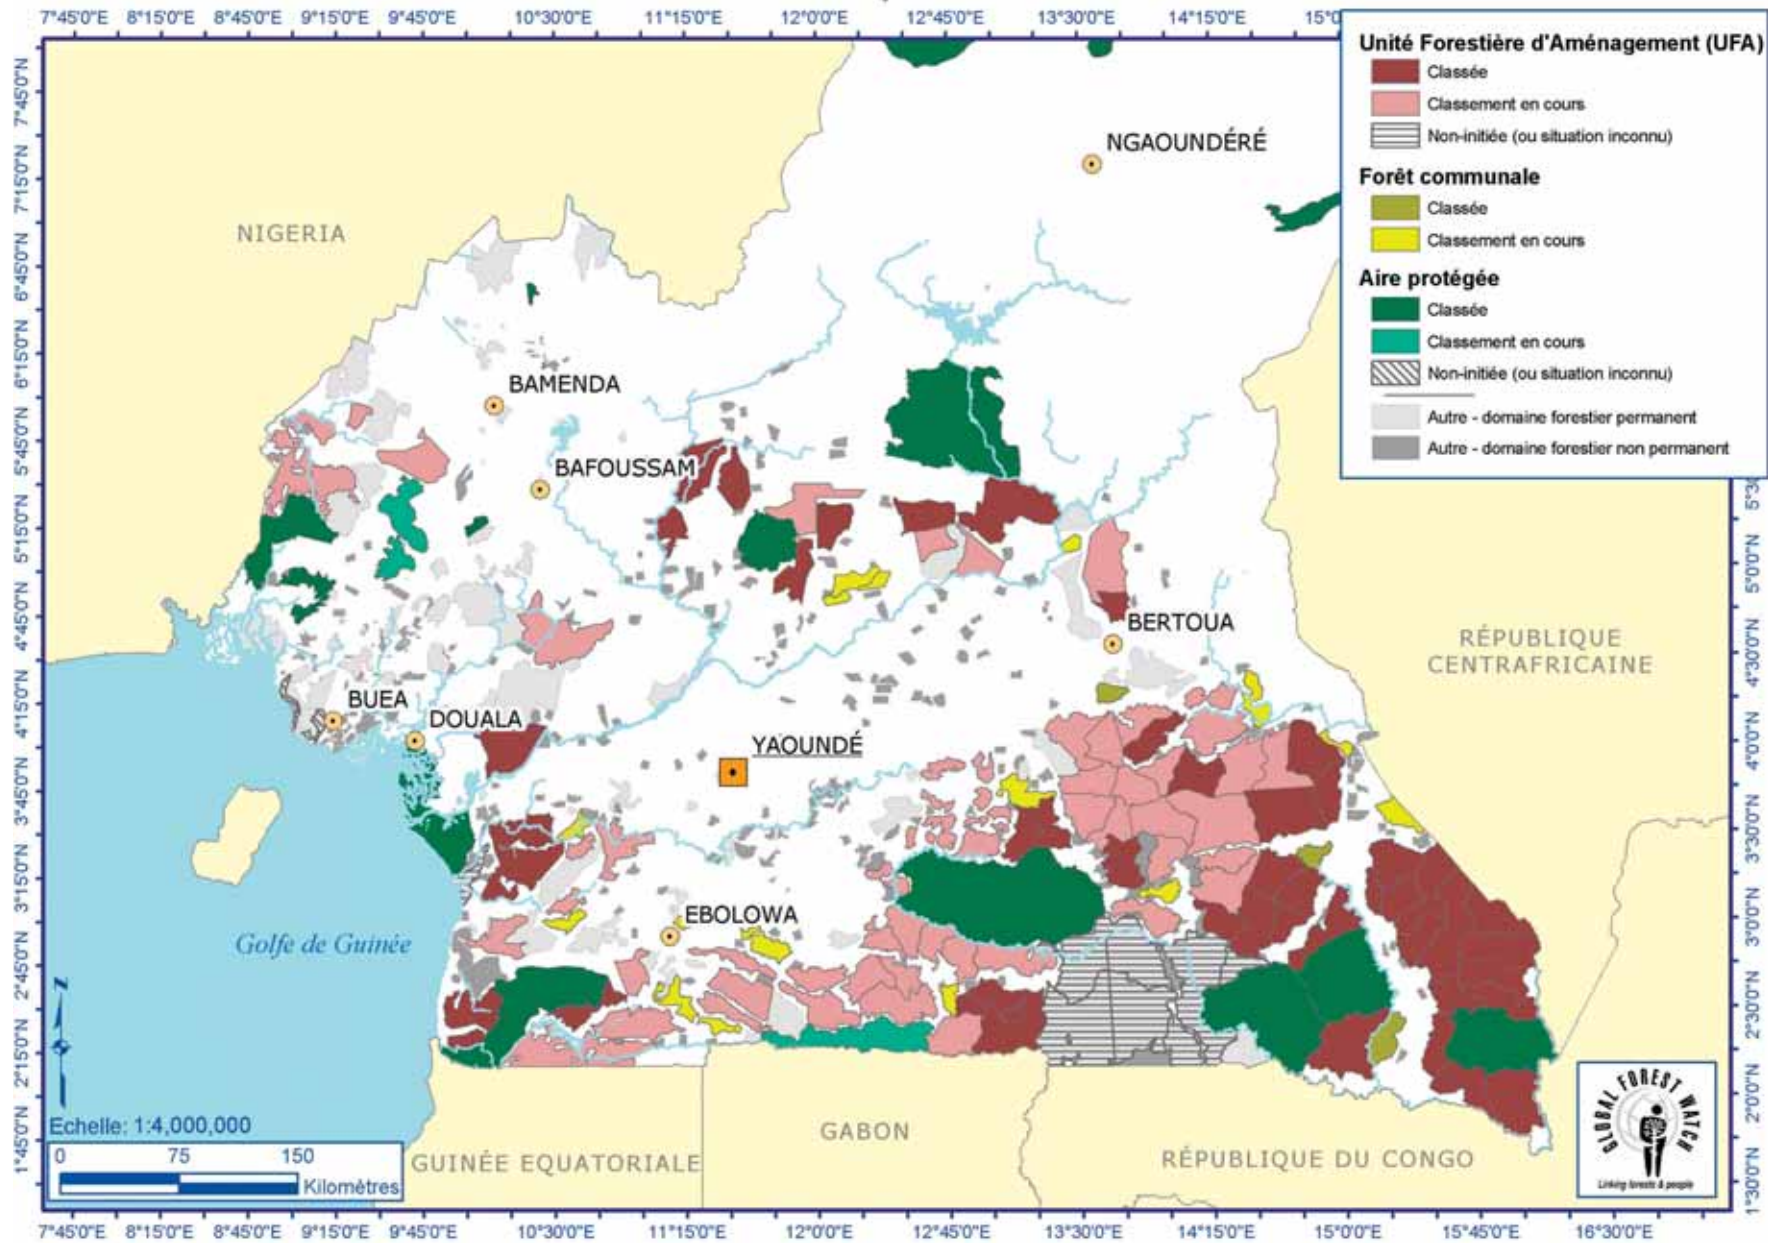 7°45'0"E 8°15'0"E 8°45'0"E 9°15'0"E 9°45'0"E 10°30'0"E 11°15'0"E 12°0'0"E 12°45'0"E 13°30'0"E 14°15'0"E
Unité Forestière d'Aménagement (UFA)
Classée
Classement en cours
Non-initiée (ou situation inconnu)
Forêt communale
Classée
Classement en cours
Aire protégée
Classée
Classement en cours
Non-initiée (ou situation inconnu)
Autre - domaine forestier permanent
Autre - domaine forestier non permanent
7°45'0"N
7°15'0"N
6°45'0"N
6°15'0"N
5°45'0"N
5°15'0"N
4°45'0"N
4°15'0"N
3°45'0"N
3°15'0"N
2°45'0"N
2°15'0"N
1°45'0"N
NGAOUNDÉRÉ
NIGERIA
BAMENDA
BAFOUSSAM
BERTOUA
RÉPUBLIQUE
CENTRAFRICAINE
BUEA
DOUALA
YAOUNDÉ
EBOLOWA
Golfe de Guinée
Z
GUINÉE EQUATORIALE
GABON
RÉPUBLIQUE DU CONGO
Echelle: 1:4,000,000
0 75 150
Kilomètres
5°0'0"N
4°30'0"N
4°0'0"N
3°30'0"N
3°0'0"N
2°30'0"N
2°0'0"N
1°30'0"N
GLOBAL FOREST WATCH
Linking forests & people
7°45'0"E 8°15'0"E 8°45'0"E 9°15'0"E 9°45'0"E 10°30'0"E 11°15'0"E 12°0'0"E 12°45'0"E 13°30'0"E 14°15'0"E 15°0'0"E 15°45'0"E 16°30'0"E